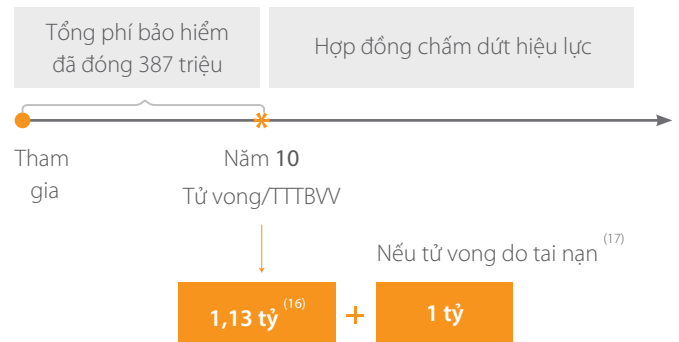 Tổng phí bảo hiểm
đã đóng 387 triệu
Hợp đồng chấm dứt hiệu lực
Tham
gia
Năm 10
Tử vong/TTTBVV
Nếu tử vong do tai nạn (17)
1,13 tỷ (16)
+
1 tỷ